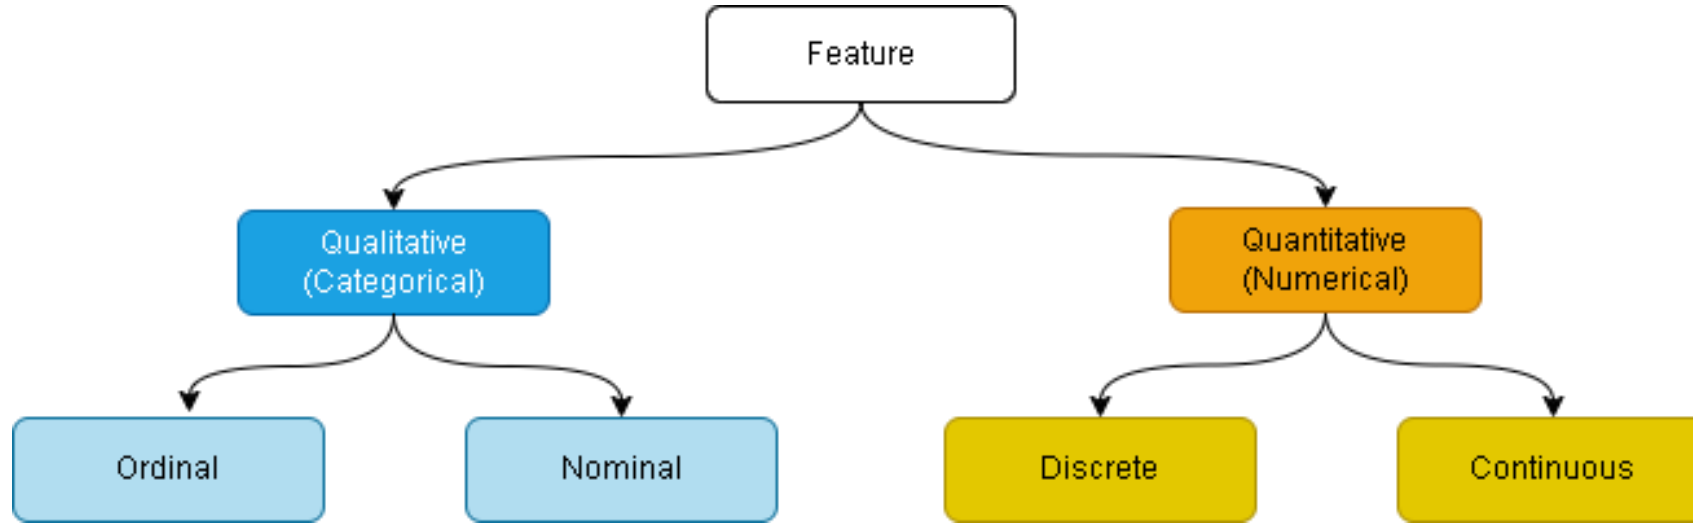 Feature
Qualitative
(Categorical)
Quantitative
(Numerical)
Ordinal
Nominal
Discrete
Continuous